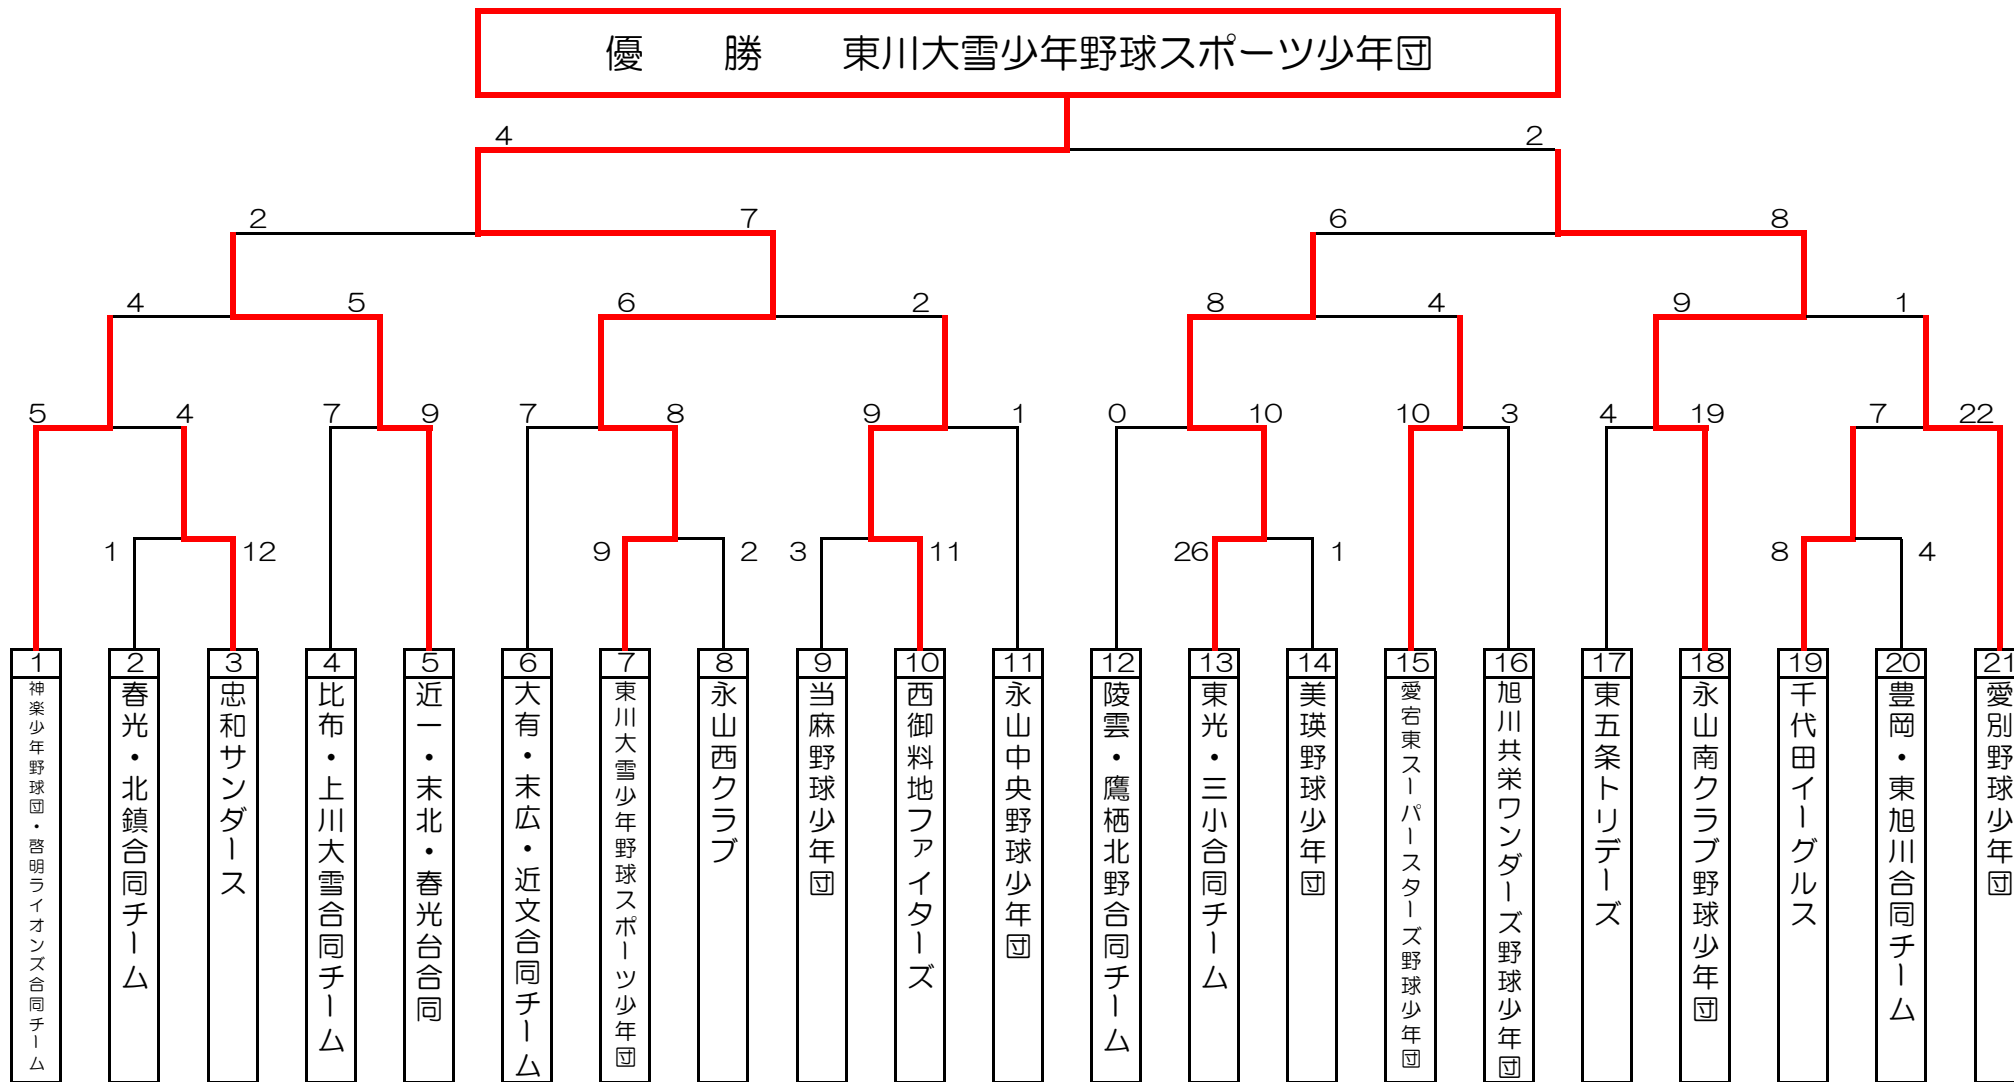 優 勝 東川大雪少年野球スポーツ少年団
4 2
2 7 6 8
4 5 6 2 8 4 9 1
5 4 7 9 7 8 9 1 0 10 10 3 4 19 7 22
1 12 9 2 3 11 26 1 8 4
1 2 3 4 5 6 7 8 9 10 11 12 13 14 15 16 17 18 19 20 21
神楽少年野球団・啓明ライオンズ合同チーム
春光・北鎮合同チーム
忠和サンダース
比布・上川大雪合同チーム
近一・末北・春光台合同
大有・末広・近文合同チーム
東川大雪少年野球スポーツ少年団
永山西クラブ
当麻野球少年団
西御料地ファイターズ
永山中央野球少年団
陵雲・鷹栖北野合同チーム
東光・三小合同チーム
美瑛野球少年団
愛宕東スーパースターズ野球少年団
旭川共栄ワンダーズ野球少年団
東五条トリデーズ
永山南クラブ野球少年団
千代田イーグルス
豊岡・東旭川合同チーム
愛別野球少年団